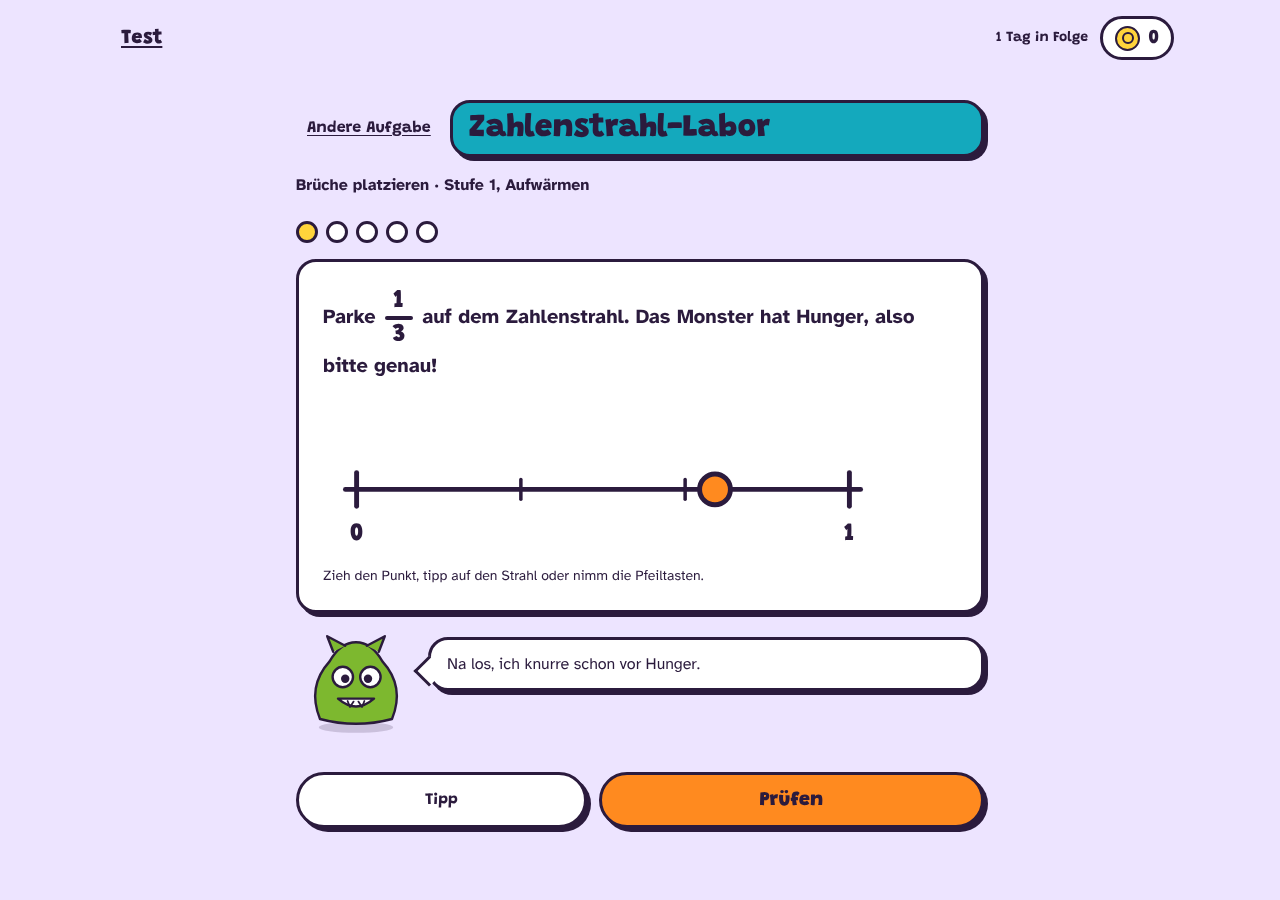 Test
1 Tag in Folge
0
Andere Aufgabe
Zahlenstrahl-Labor
Brüche platzieren · Stufe 1, Aufwärmen
Parke 1/3 auf dem Zahlenstrahl. Das Monster hat Hunger, also
bitte genau!
0
1
Zieh den Punkt, tipp auf den Strahl oder nimm die Pfeiltasten.
Na los, ich knurre schon vor Hunger.
Tipp
Prüfen